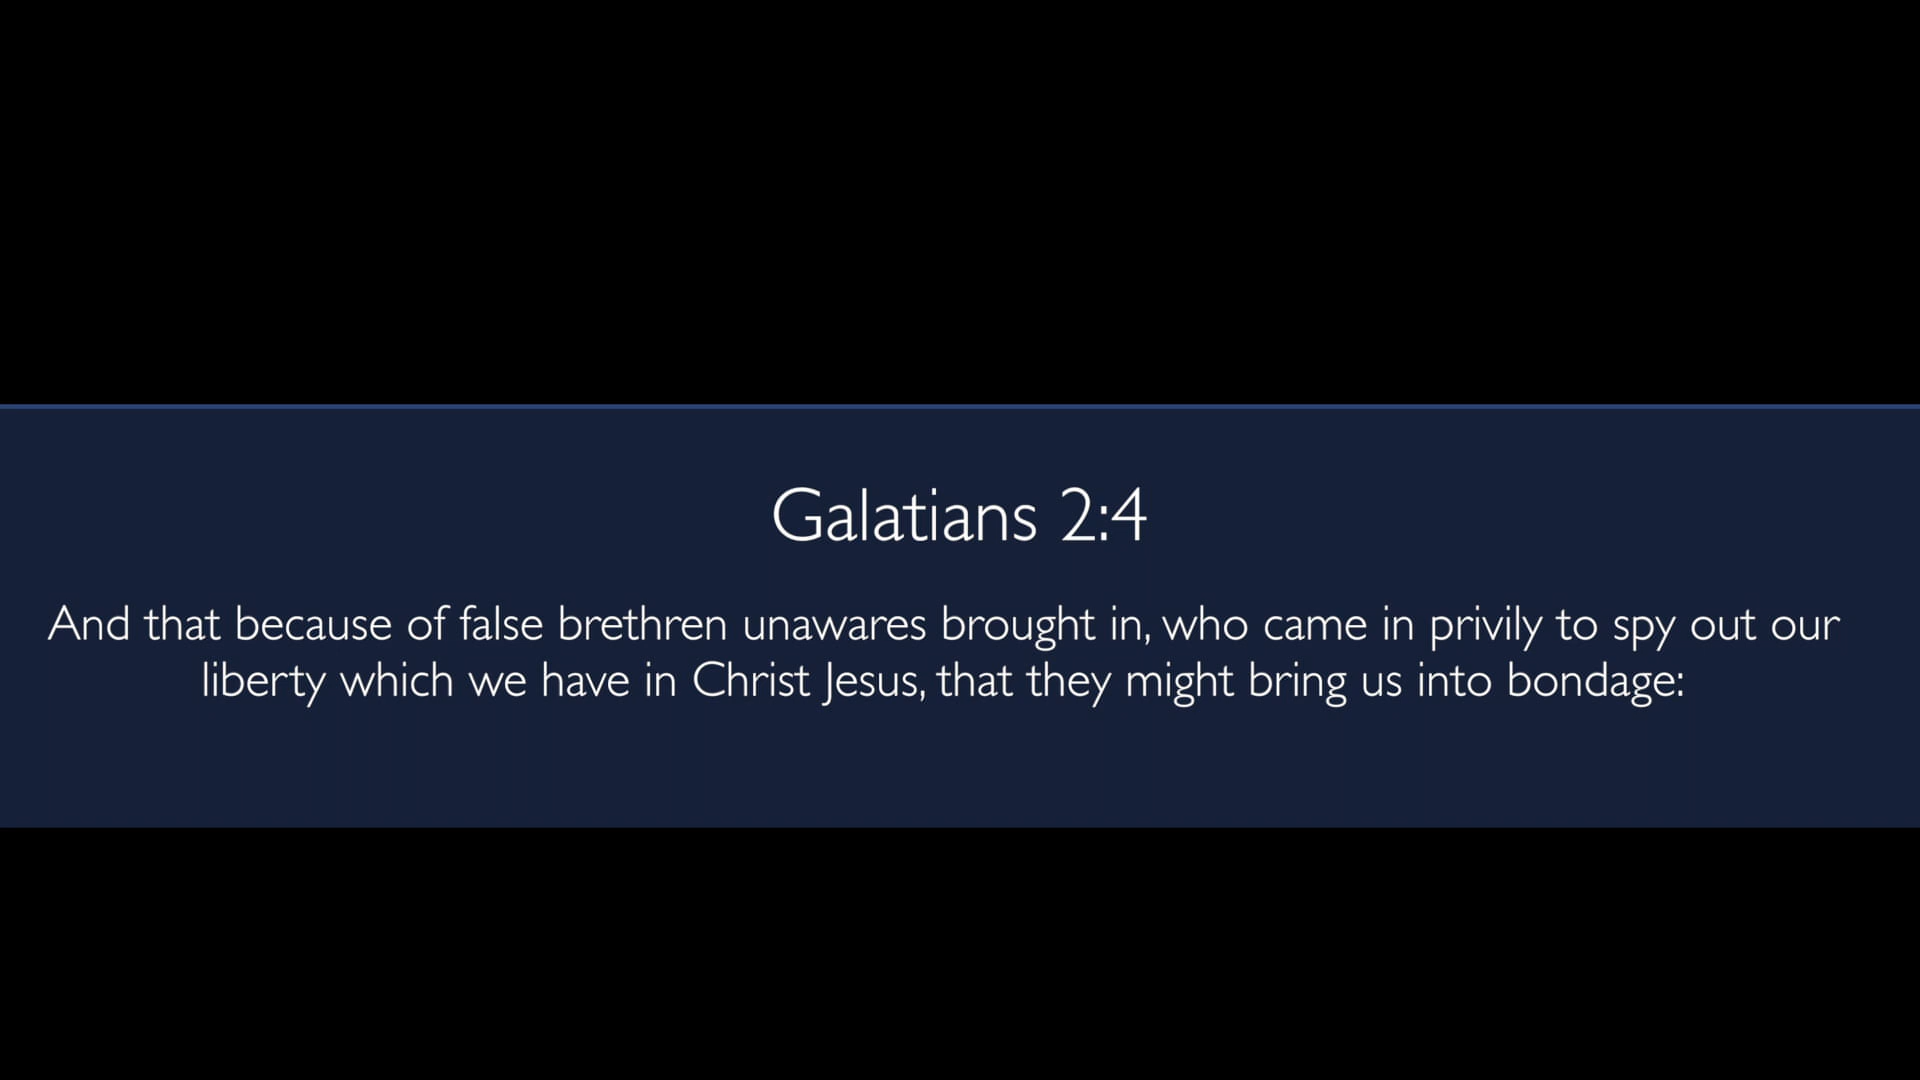 Galatians 2:4
And that because of false brethren unawares brought in, who came in privily to spy out our
liberty which we have in Christ Jesus, that they might bring us into bondage: